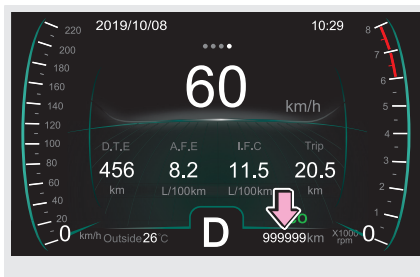 2019/10/08 10:29
60
km/h
D.T.E A.F.E I.F.C Trip
456 8.2 11.5 20.5
km L/100km L/100km km
220
200
180
160
140
120
100
80
60
40
20
0 km/h
Outside 26°C
D
999999km
8
7
6
5
4
3
2
1
0
X1000
rpm